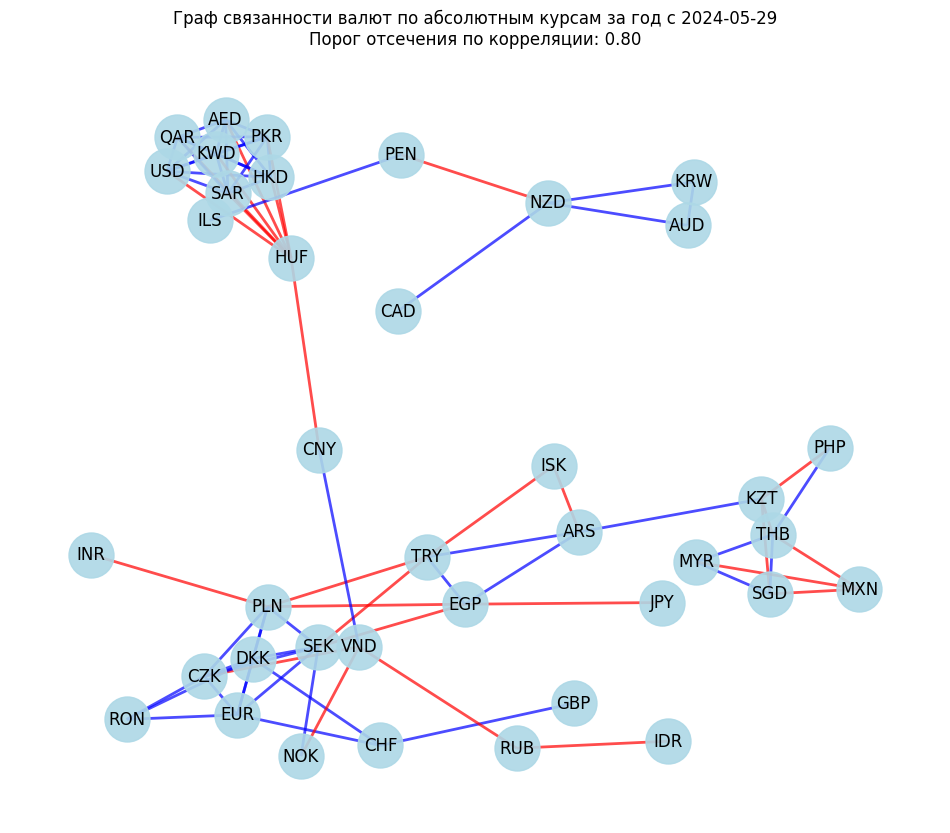 Граф связанности валют по абсолютным курсам за год с 2024-05-29
Порог отсечения по корреляции: 0.80
AED
QAR
PKR
KWD
PEN
USD
HKD
KRW
SAR
NZD
ILS
AUD
HUF
CAD
CNY
PHP
ISK
KZT
ARS
THB
INR
TRY
MYR
MXN
SGD
PLN
EGP
JPY
SEK
VND
DKK
CZK
GBP
EUR
RON
IDR
CHF
RUB
NOK